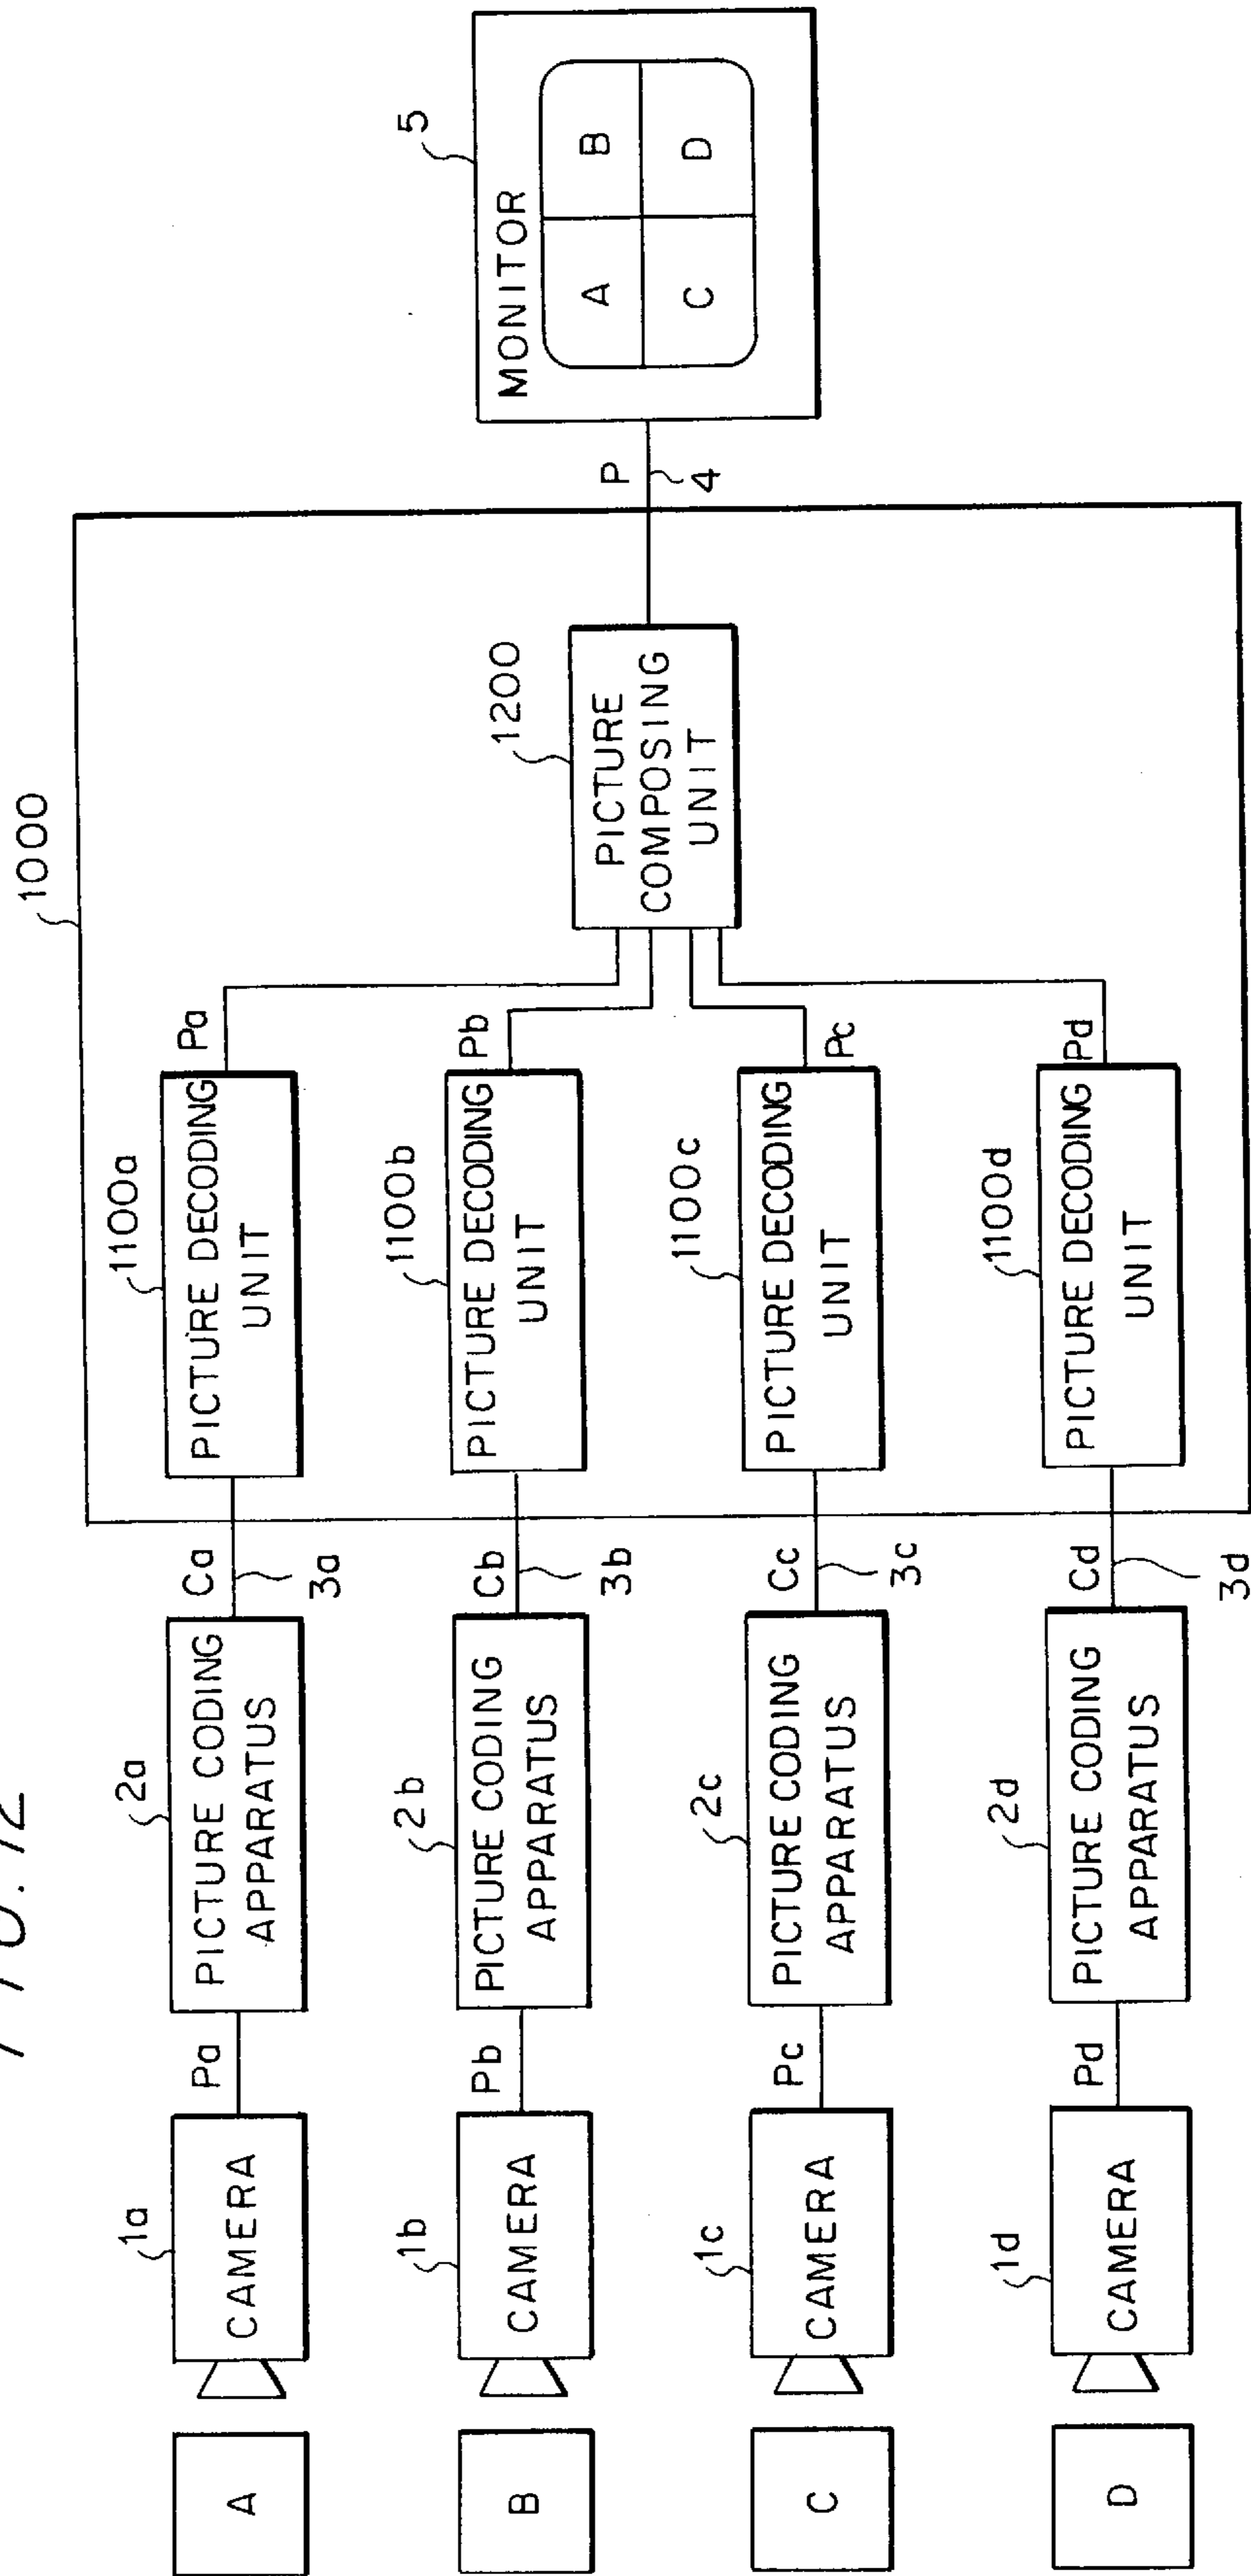 FIG. 12
1000
A
1a
CAMERA
Pa
2a
PICTURE CODING
APPARATUS
Ca
3a
1100a
PICTURE DECODING
UNIT
Pa
B
1b
CAMERA
Pb
2b
PICTURE CODING
APPARATUS
Cb
3b
1100b
PICTURE DECODING
UNIT
Pb
C
1c
CAMERA
Pc
2c
PICTURE CODING
APPARATUS
Cc
3c
1100c
PICTURE DECODING
UNIT
Pc
D
1d
CAMERA
Pd
2d
PICTURE CODING
APPARATUS
Cd
3d
1100d
PICTURE DECODING
UNIT
Pd
1200
PICTURE
COMPOSING
UNIT
P
4
5
MONITOR
A
B
C
D